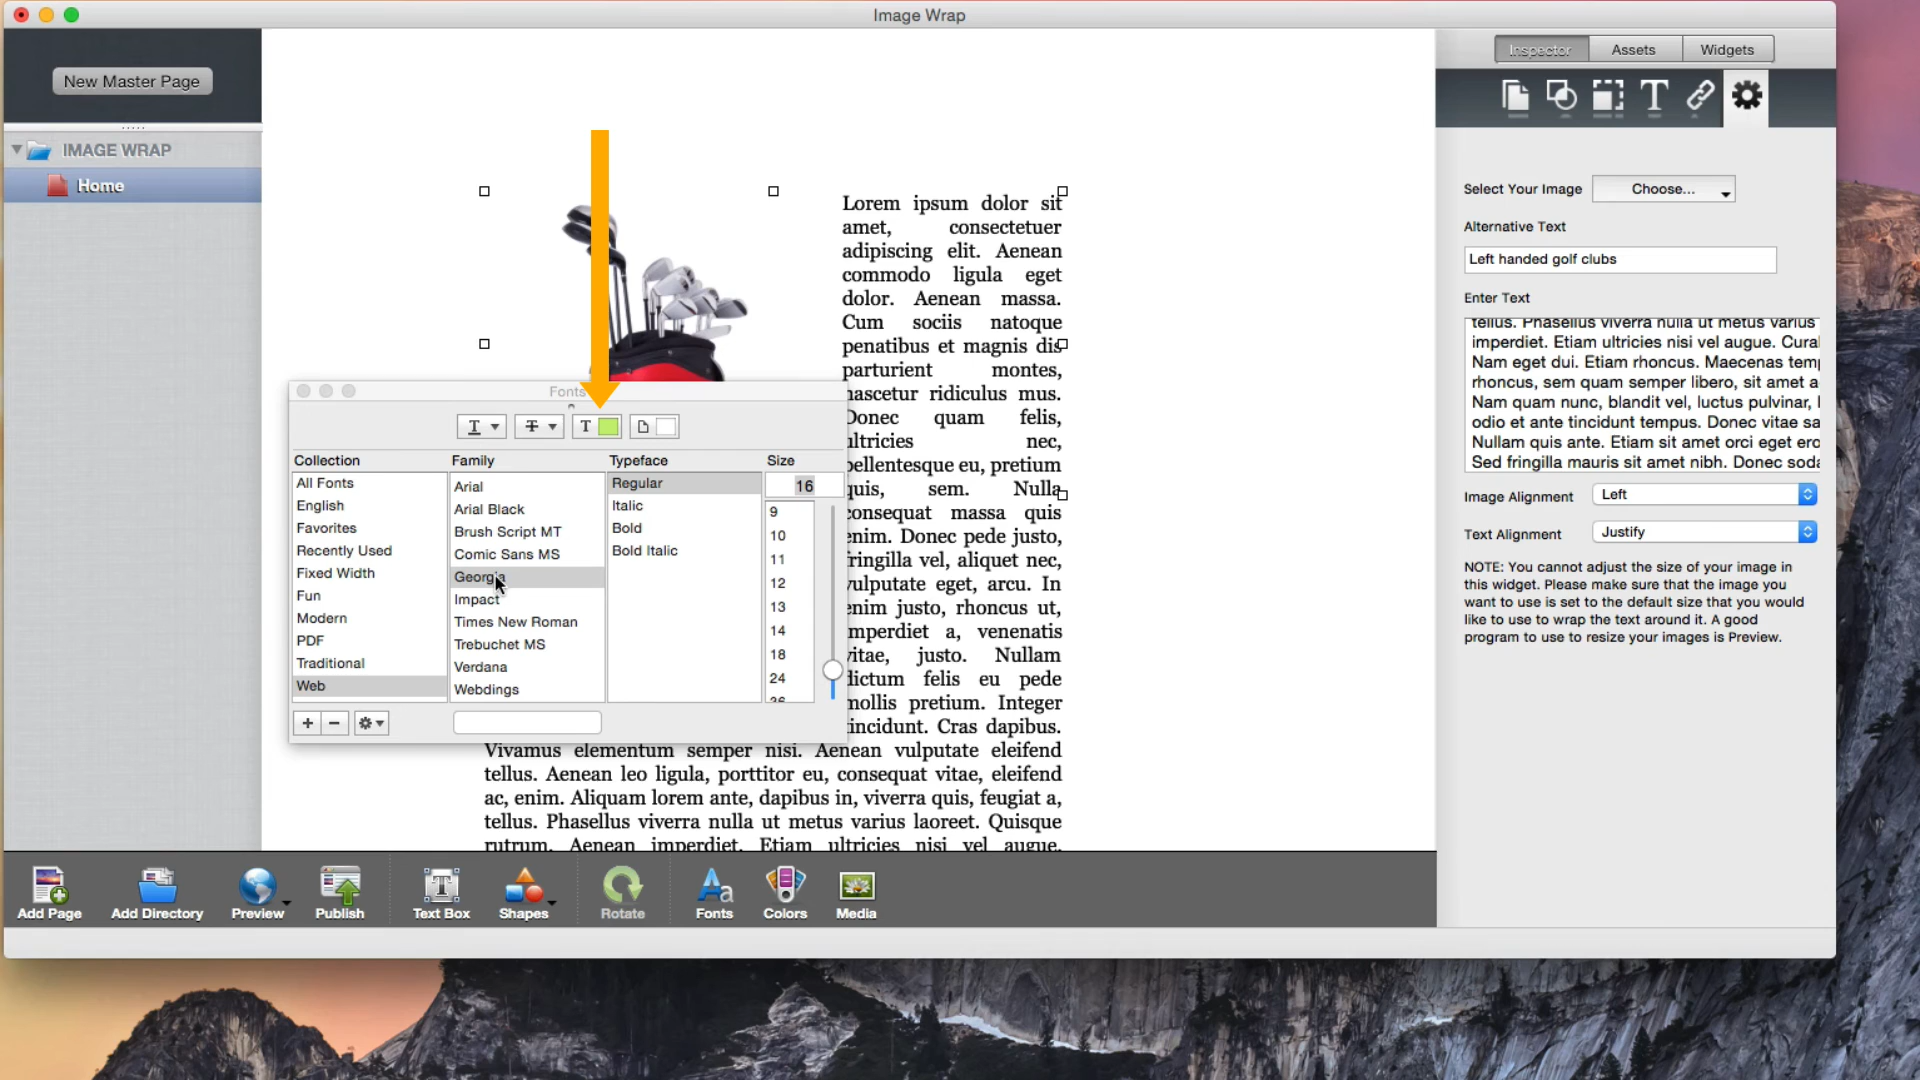 Image Wrap
New Master Page
IMAGE WRAP
Home
Lorem ipsum dolor sit
amet, consectetuer
adipiscing elit. Aenean
commodo ligula eget
dolor. Aenean massa.
Cum sociis natoque
penatibus et magnis dis
parturient montes,
nascetur ridiculus mus.
Donec quam felis,
ultricies nec,
pellentesque eu, pretium
quis, sem. Nulla
consequat massa quis
enim. Donec pede justo,
fringilla vel, aliquet nec,
vulputate eget, arcu. In
enim justo, rhoncus ut,
imperdiet a, venenatis
vitae, justo. Nullam
dictum felis eu pede
mollis pretium. Integer
tincidunt. Cras dapibus.
Vivamus elementum semper nisi. Aenean vulputate eleifend
tellus. Aenean leo ligula, porttitor eu, consequat vitae, eleifend
ac, enim. Aliquam lorem ante, dapibus in, viverra quis, feugiat a,
tellus. Phasellus viverra nulla ut metus varius laoreet. Quisque
rutrum. Aenean imperdiet. Etiam ultricies nisi vel augue.
Fonts
T T T
Collection Family Typeface Size
All Fonts
English
Favorites
Recently Used
Fixed Width
Fun
Modern
PDF
Traditional
Web
Arial
Arial Black
Brush Script MT
Comic Sans MS
Georgia
Impact
Times New Roman
Trebuchet MS
Verdana
Webdings
Regular
Italic
Bold
Bold Italic
16
9
10
11
12
13
14
18
24
36
Add Page Add Directory Preview Publish Text Box Shapes Rotate Fonts Colors Media
Inspector Assets Widgets
Select Your Image Choose...
Alternative Text
Left handed golf clubs
Enter Text
tellus. Phasellus viverra nulla ut metus varius
imperdiet. Etiam ultricies nisi vel augue. Cura
Nam eget dui. Etiam rhoncus. Maecenas temp
rhoncus, sem quam semper libero, sit amet a
Nam quam nunc, blandit vel, luctus pulvinar,
odio et ante tincidunt tempus. Donec vitae sa
Nullam quis ante. Etiam sit amet orci eget ero
Sed fringilla mauris sit amet nibh. Donec soda
Image Alignment Left
Text Alignment Justify
NOTE: You cannot adjust the size of your image in
this widget. Please make sure that the image you
want to use is set to the default size that you would
like to use to wrap the text around it. A good
program to use to resize your images is Preview.